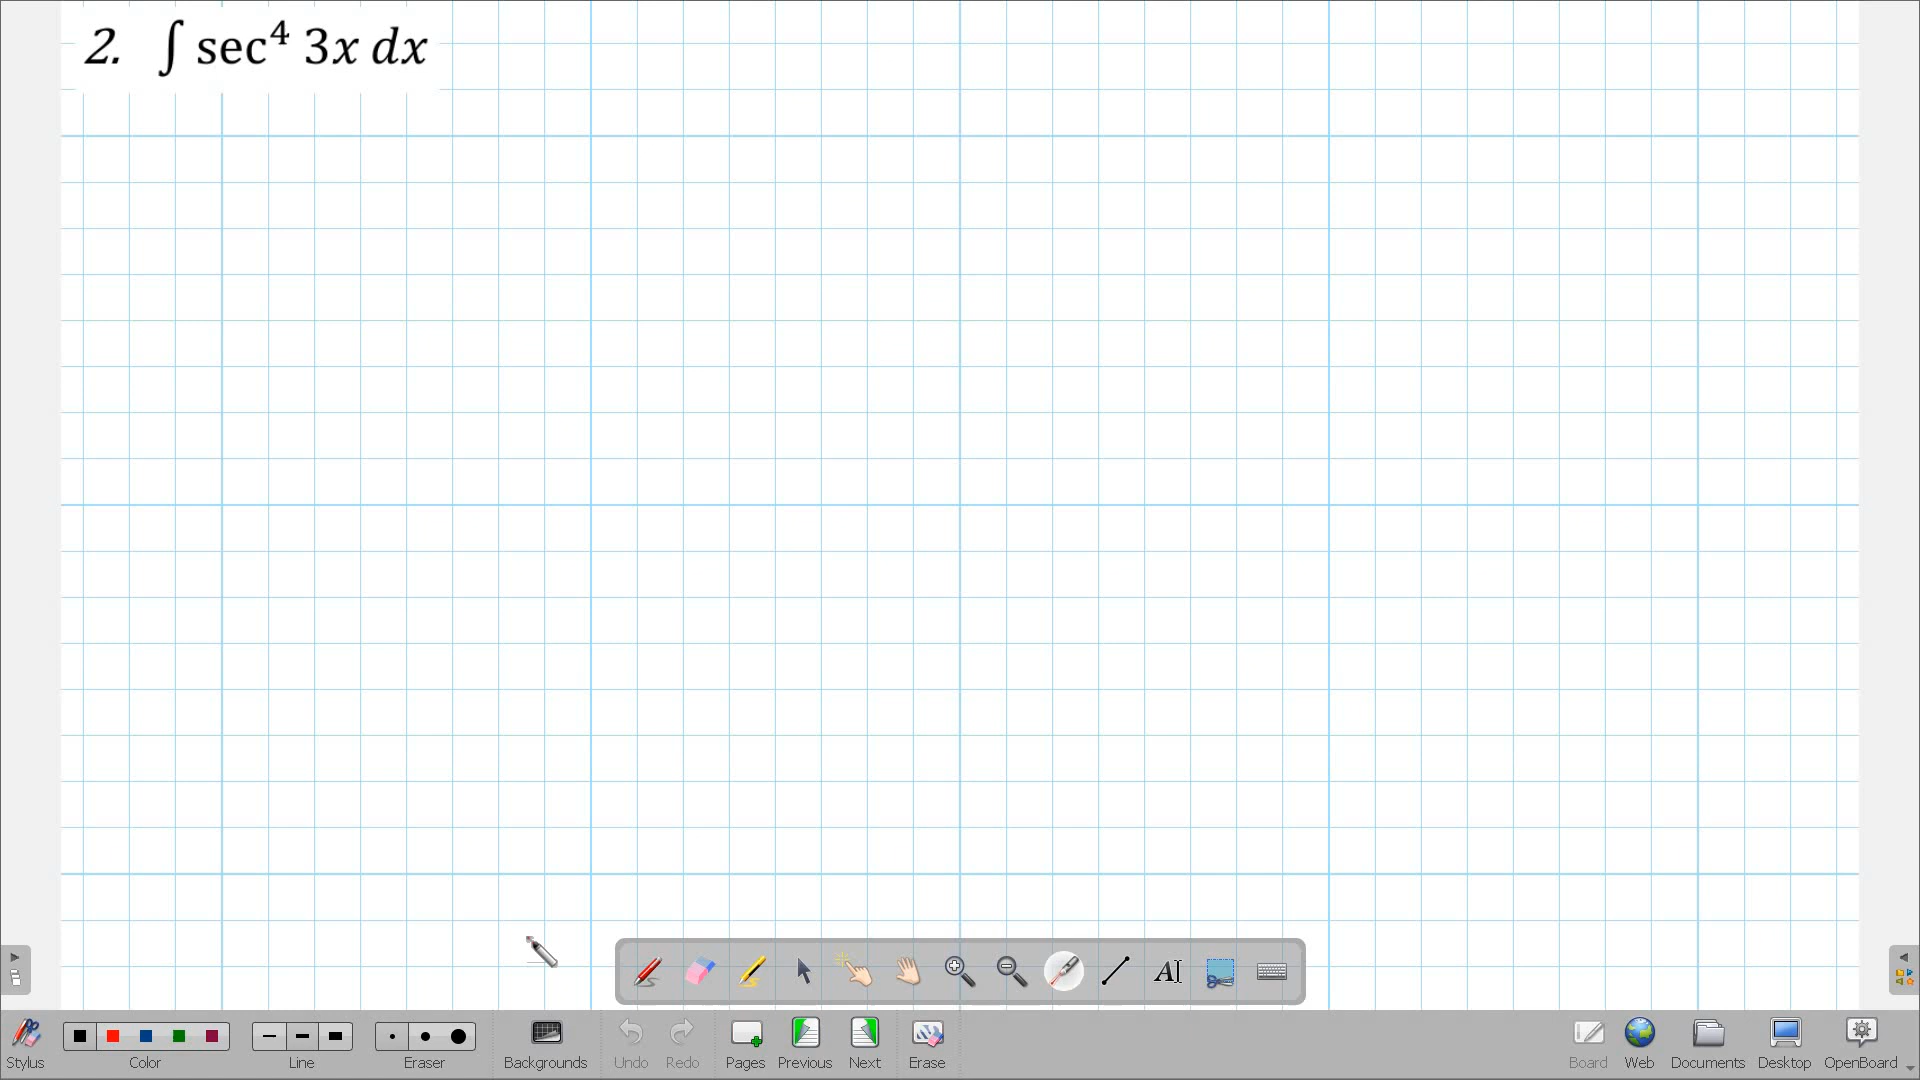 2. ∫ sec⁴ 3x dx
AI
Stylus
Color
Line
Eraser
Backgrounds
Undo
Redo
Pages
Previous
Next
Erase
Board
Web
Documents
Desktop
OpenBoard